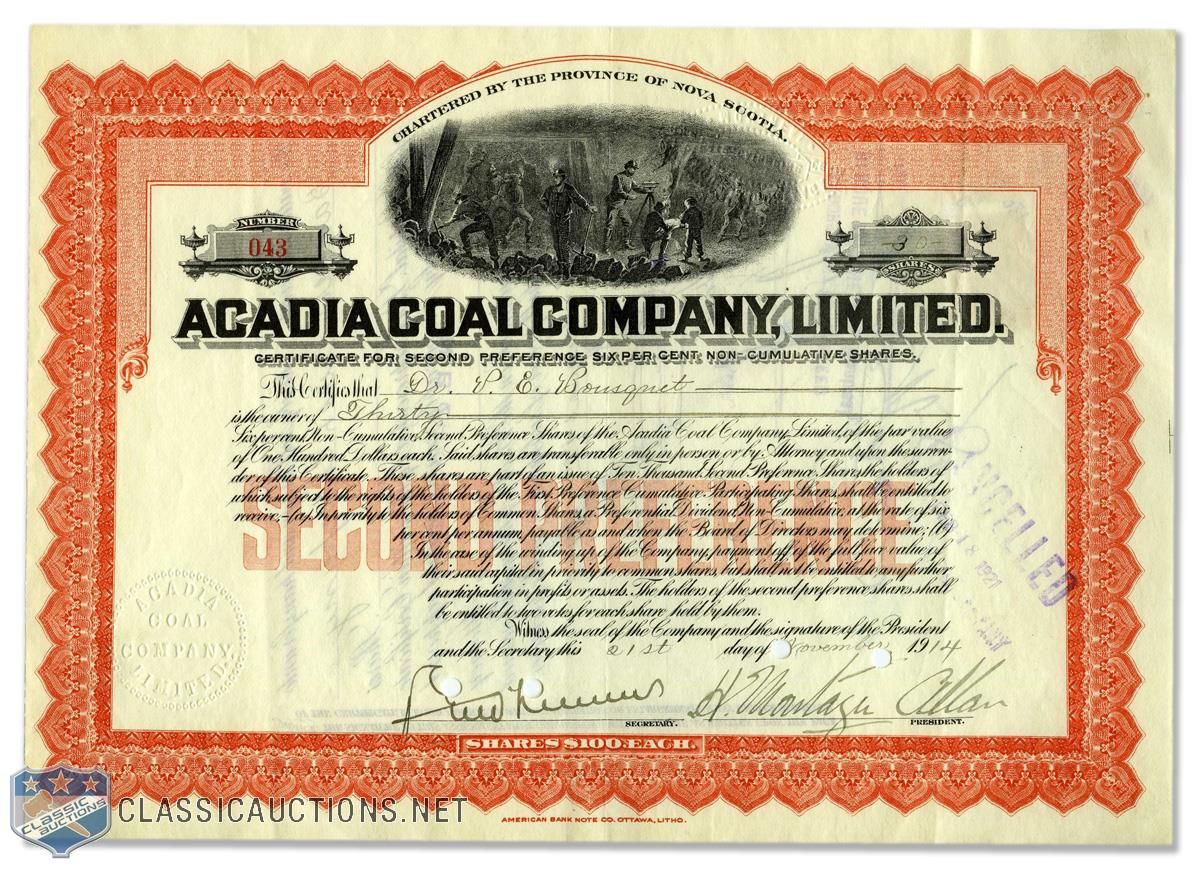 CHARTERED BY THE PROVINCE OF NOVA SCOTIA.
NUMBER
043
-30-
SHARES
ACADIA COAL COMPANY, LIMITED.
CERTIFICATE FOR SECOND PREFERENCE SIX PER CENT. NON-CUMULATIVE SHARES.
This Certifies that Dr. P. E. Bousquet
is the owner of Thirty
Six per cent, Non-Cumulative, Second Preference Shares of the Acadia Coal Company, Limited, of the par value
of One Hundred Dollars each. Said shares are transferable only in person or by Attorney and upon the surren-
der of this Certificate. These shares are part of an issue of Ten Thousand Second Preference Shares, the holders of
which, subject to the rights of the holders of the First Preference Cumulative Participating Shares, shall be entitled to
receive,-(a) In priority to the holders of Common Shares, a Preferential Dividend, Non-Cumulative, at the rate of six
per cent per annum, payable as and when the Board of Directors may determine; (b)
In the case of the winding up of the Company, payment off of the full face value of
their said capital in priority to common shares, but shall not be entitled to any further
participation in profits or assets. The holders of the second preference shares shall
be entitled to two votes for each share held by them.
Witness the seal of the Company and the signature of the President
and the Secretary this 21st day of November 1914
SECOND PREFERENCE
CANCELLED
18 1921
ACADIA
COAL
COMPANY,
LIMITED.
H. Montagu Allan
SECRETARY.
PRESIDENT.
SHARES $100 EACH.
AMERICAN BANK NOTE CO. OTTAWA, LITHO.
CLASSIC
AUCTIONS
CLASSICAUCTIONS.NET